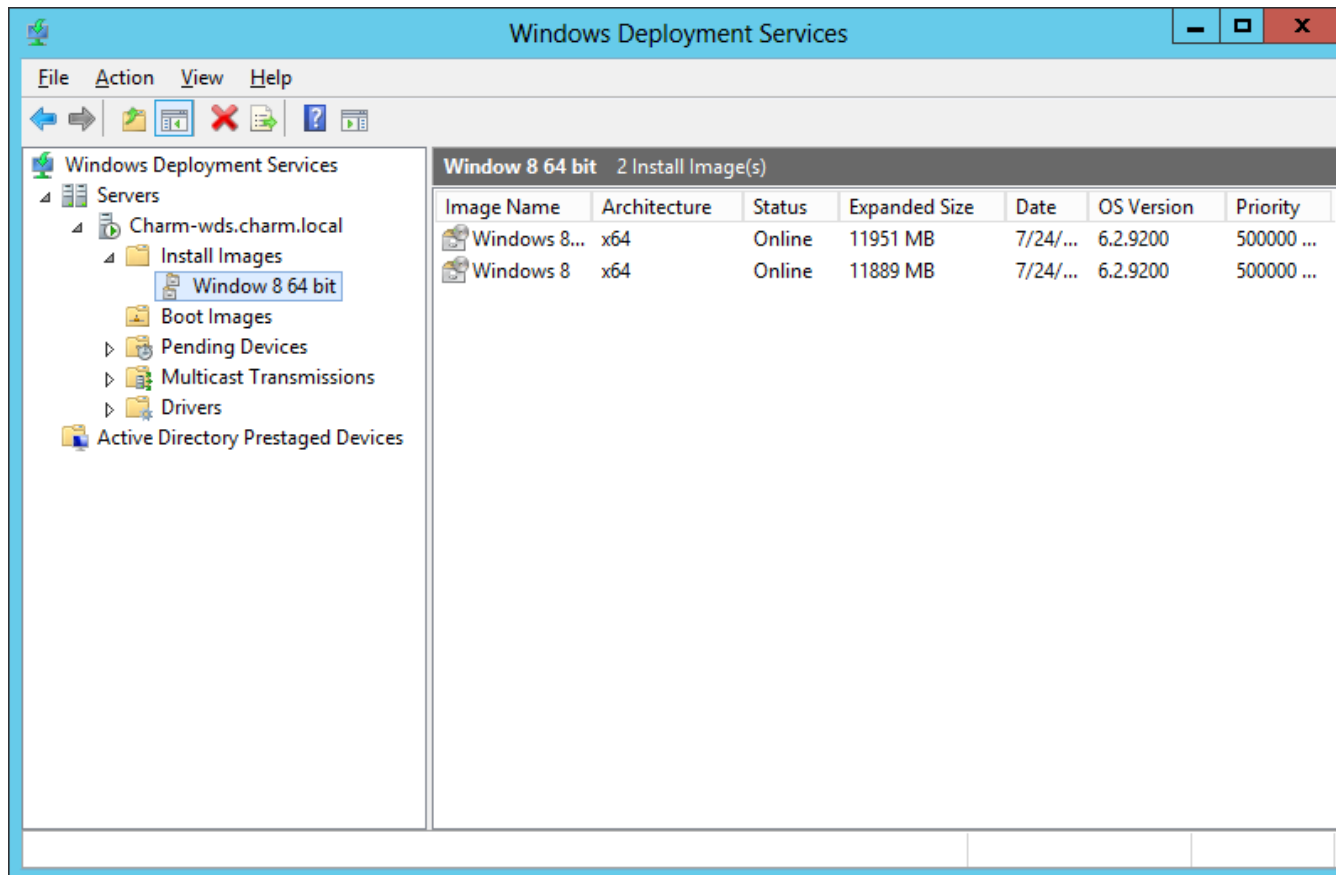 Windows Deployment Services
File Action View Help
Windows Deployment Services
Servers
Charm-wds.charm.local
Install Images
Window 8 64 bit
Boot Images
Pending Devices
Multicast Transmissions
Drivers
Active Directory Prestaged Devices
Window 8 64 bit 2 Install Image(s)
Image Name Architecture Status Expanded Size Date OS Version Priority
Windows 8... x64 Online 11951 MB 7/24/... 6.2.9200 500000 ...
Windows 8 x64 Online 11889 MB 7/24/... 6.2.9200 500000 ...